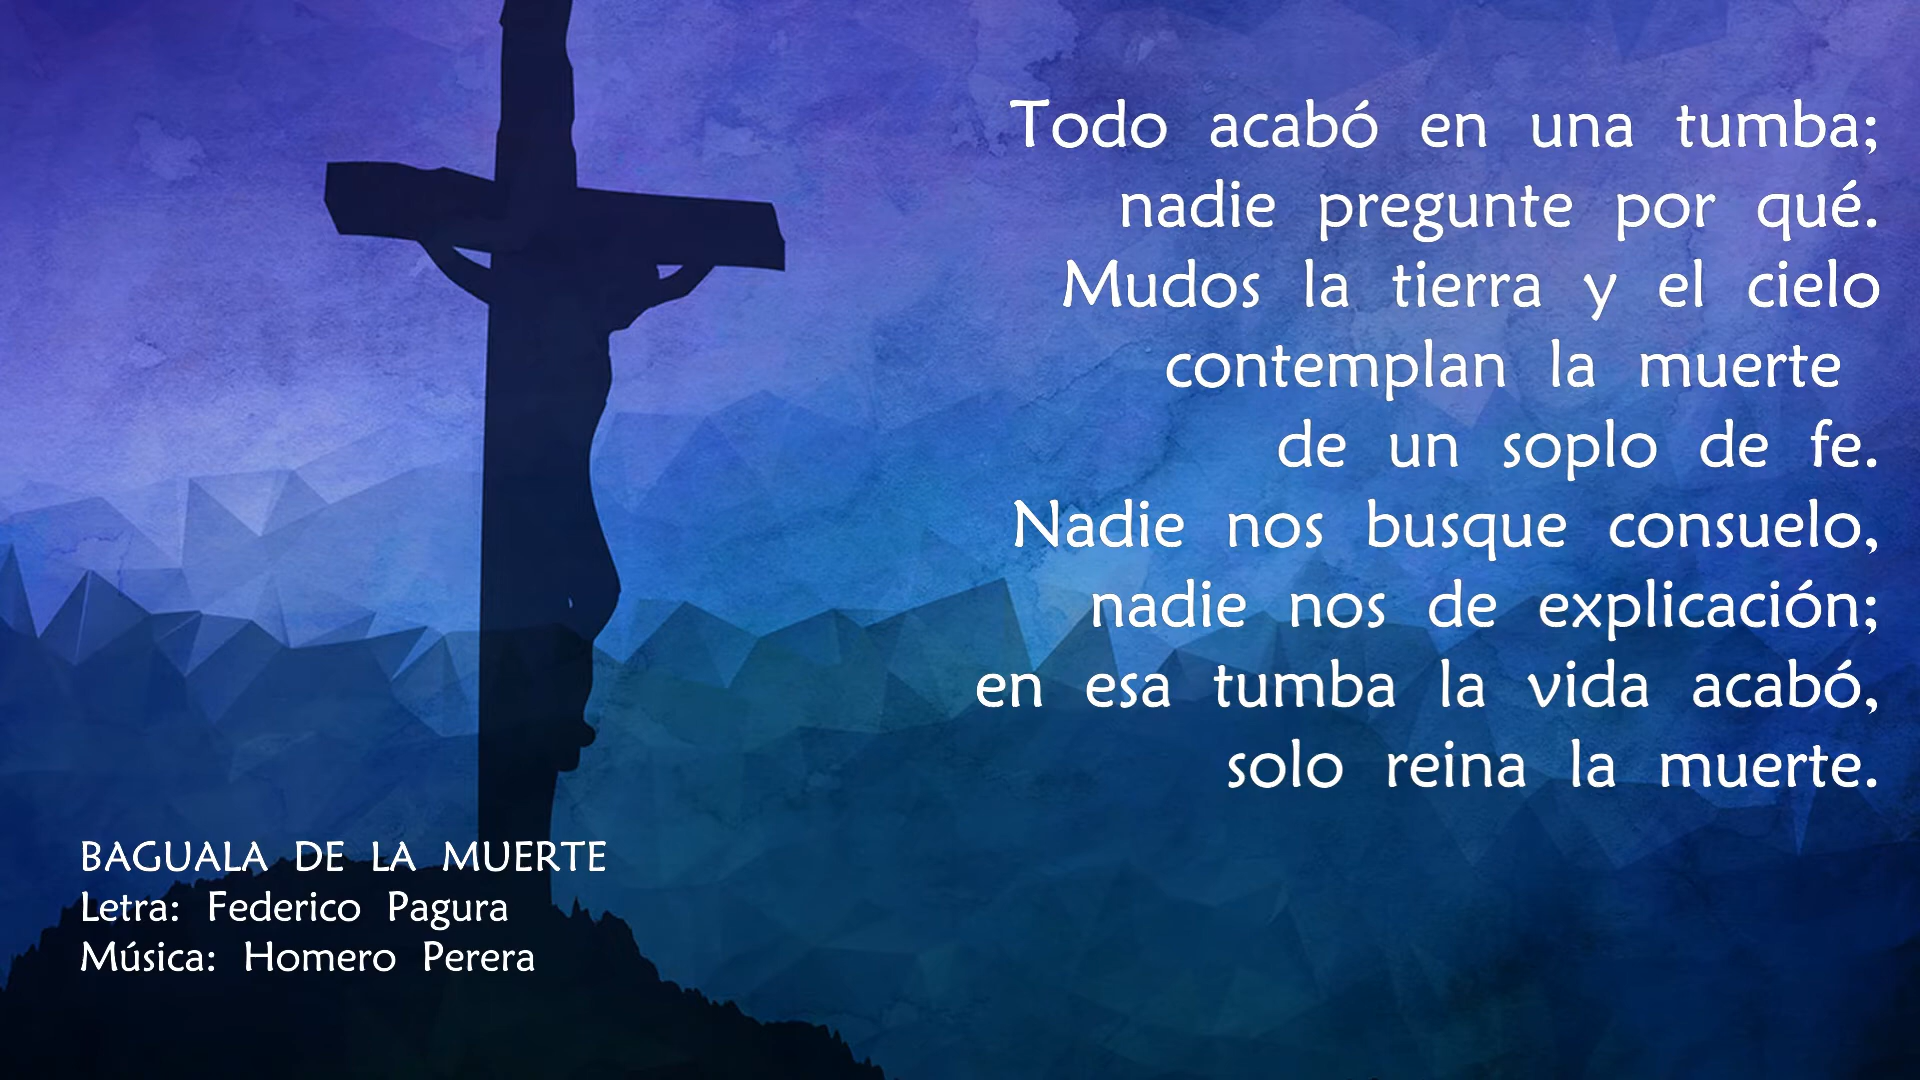 Todo acabó en una tumba;
nadie pregunte por qué.
Mudos la tierra y el cielo
contemplan la muerte
de un soplo de fe.
Nadie nos busque consuelo,
nadie nos de explicación;
en esa tumba la vida acabó,
solo reina la muerte.
BAGUALA DE LA MUERTE
Letra: Federico Pagura
Música: Homero Perera